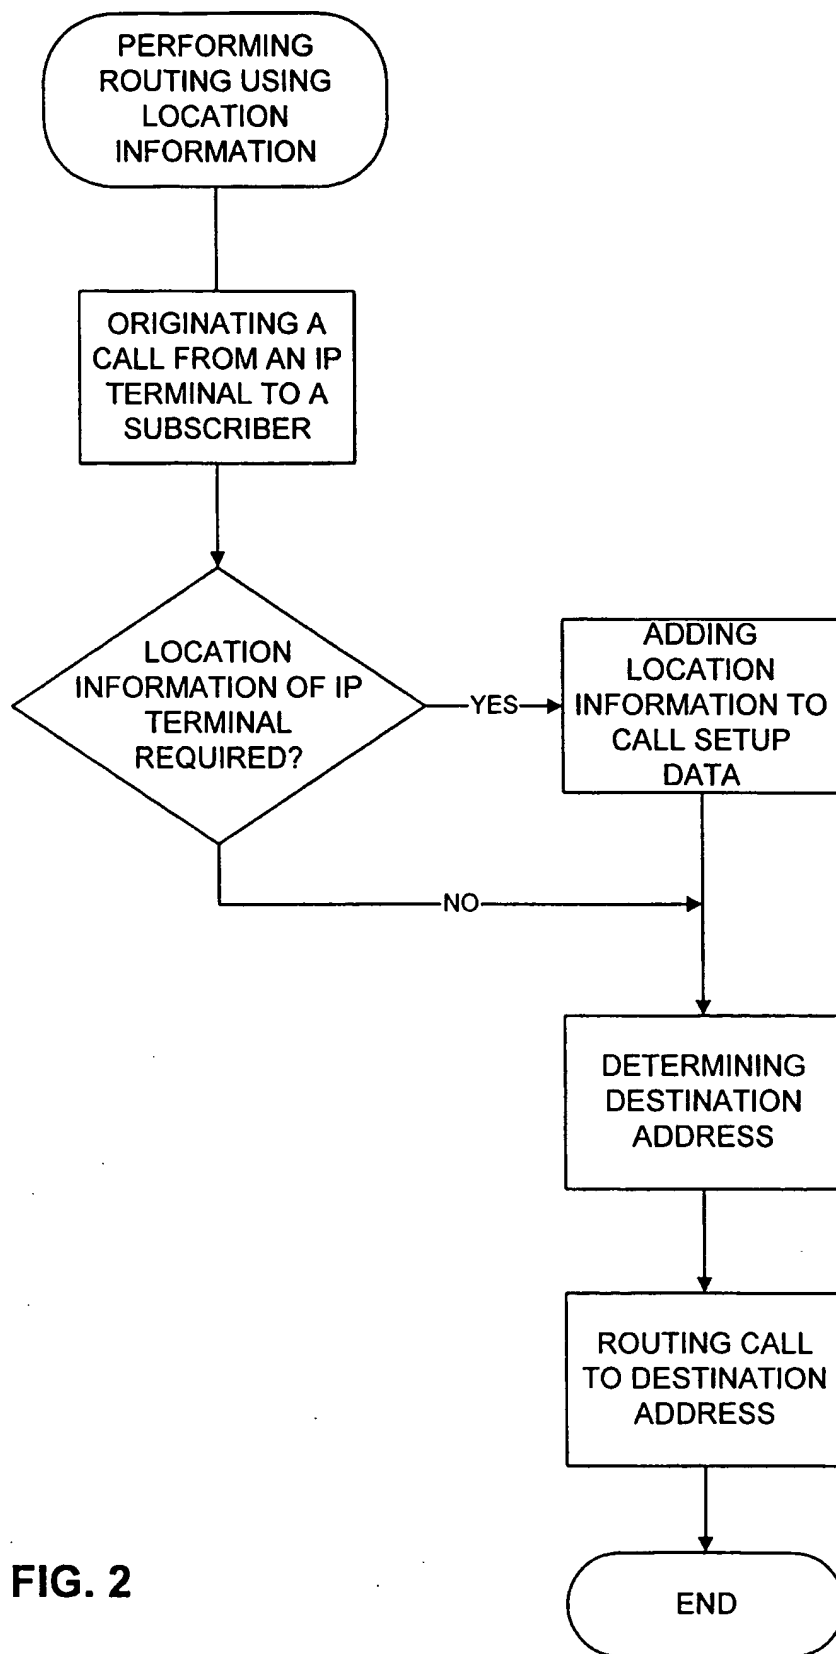 PERFORMING
ROUTING USING
LOCATION
INFORMATION
ORIGINATING A
CALL FROM AN IP
TERMINAL TO A
SUBSCRIBER
LOCATION
INFORMATION OF IP
TERMINAL
REQUIRED?
YES
ADDING
LOCATION
INFORMATION TO
CALL SETUP
DATA
NO
DETERMINING
DESTINATION
ADDRESS
ROUTING CALL
TO DESTINATION
ADDRESS
END
FIG. 2